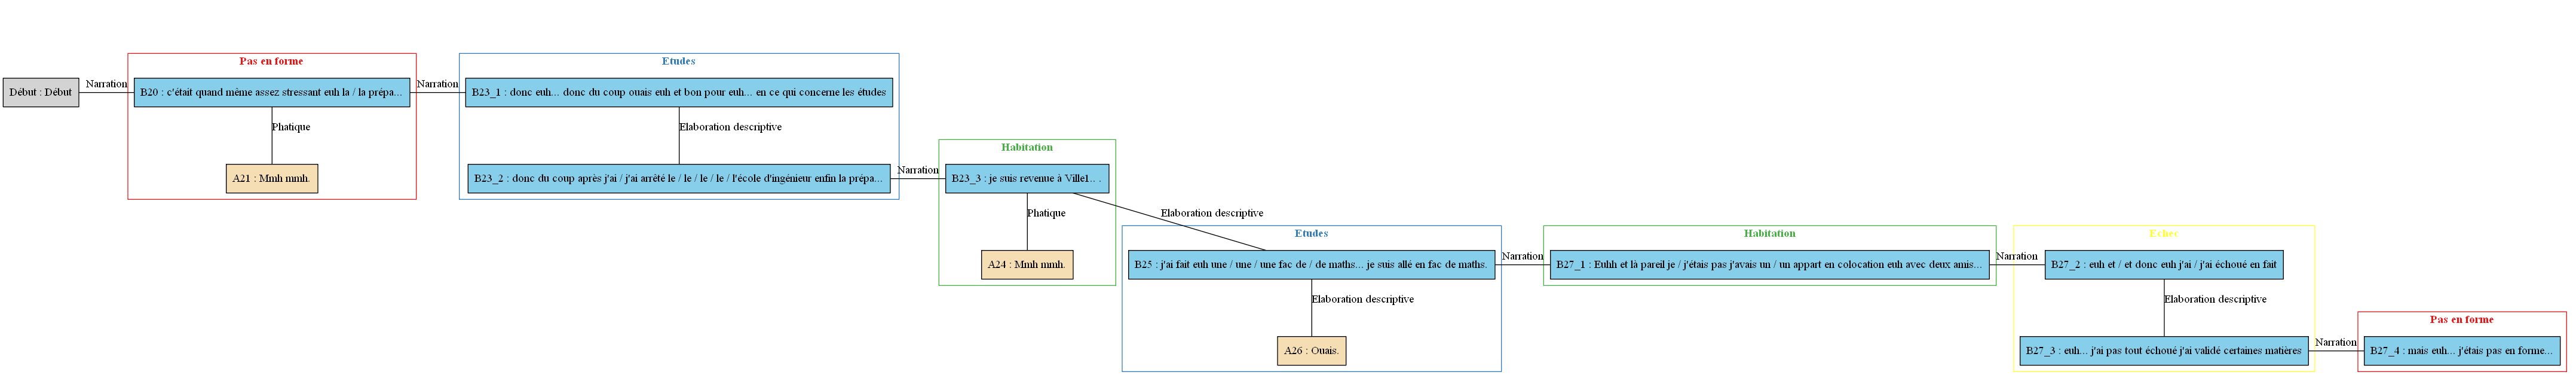 Pas en forme
Etudes
Début : Début
Narration
B20 : c'était quand même assez stressant euh la / la prépa...
Narration
B23_1 : donc euh... donc du coup ouais euh et bon pour euh... en ce qui concerne les études
Phatique
Elaboration descriptive
A21 : Mmh mmh.
B23_2 : donc du coup après j'ai / j'ai arrêté le / le / le / le / l'école d'ingénieur enfin la prépa...
Narration
Habitation
B23_3 : je suis revenue à Ville1.. .
Phatique
Elaboration descriptive
A24 : Mmh mmh.
Etudes
B25 : j'ai fait euh une / une / une fac de / de maths... je suis allé en fac de maths.
Elaboration descriptive
A26 : Ouais.
Narration
Habitation
B27_1 : Euhh et là pareil je / j'étais pas j'avais un / un appart en colocation euh avec deux amis...
Narration
Echec
B27_2 : euh et / et donc euh j'ai / j'ai échoué en fait
Elaboration descriptive
B27_3 : euh... j'ai pas tout échoué j'ai validé certaines matières
Narration
Pas en forme
B27_4 : mais euh... j'étais pas en forme...